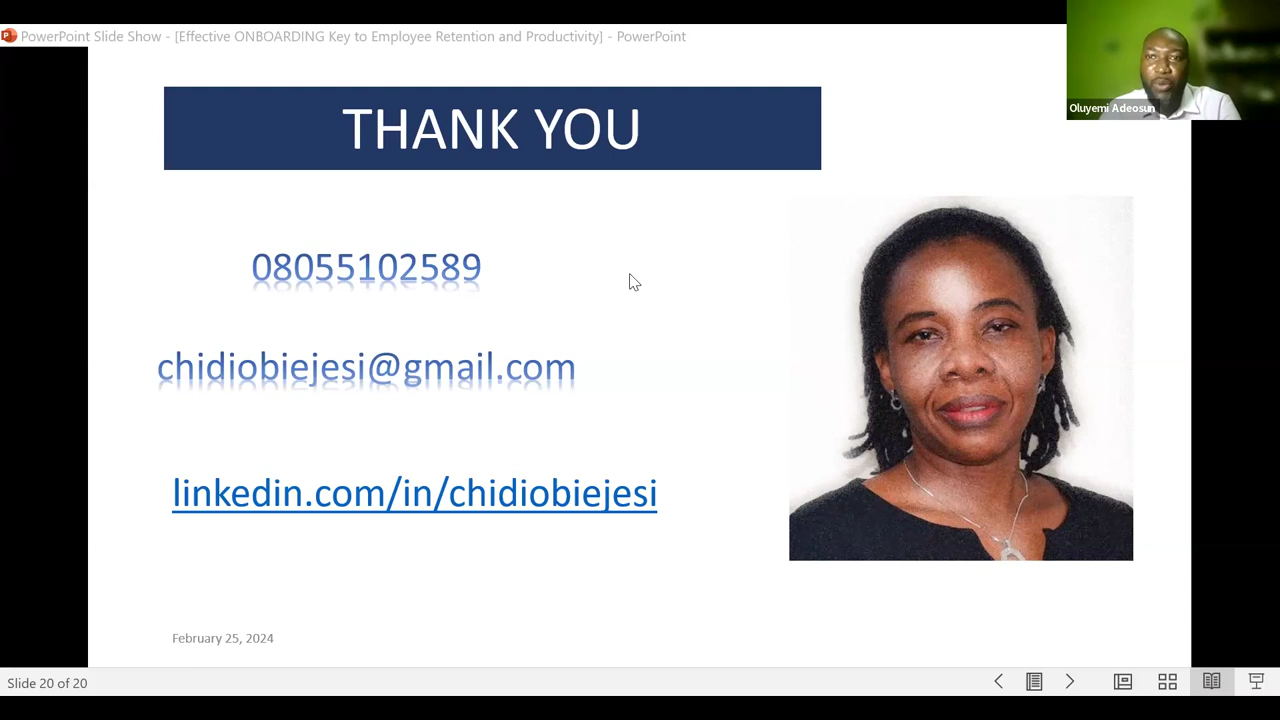 PowerPoint Slide Show - [Effective ONBOARDING Key to Employee Retention and Productivity] - PowerPoint
Oluyemi Adeosun
THANK YOU
08055102589
chidiobiejesi@gmail.com
linkedin.com/in/chidiobiejesi
February 25, 2024
Slide 20 of 20